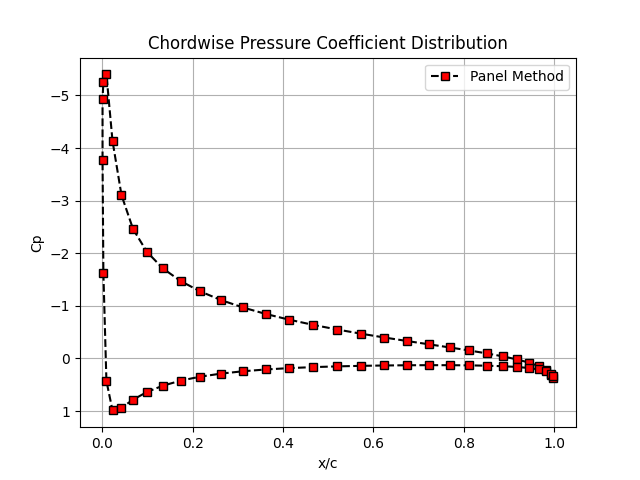 Chordwise Pressure Coefficient Distribution
Panel Method
Cp
−5
−4
−3
−2
−1
0
1
0.0 0.2 0.4 0.6 0.8 1.0
x/c